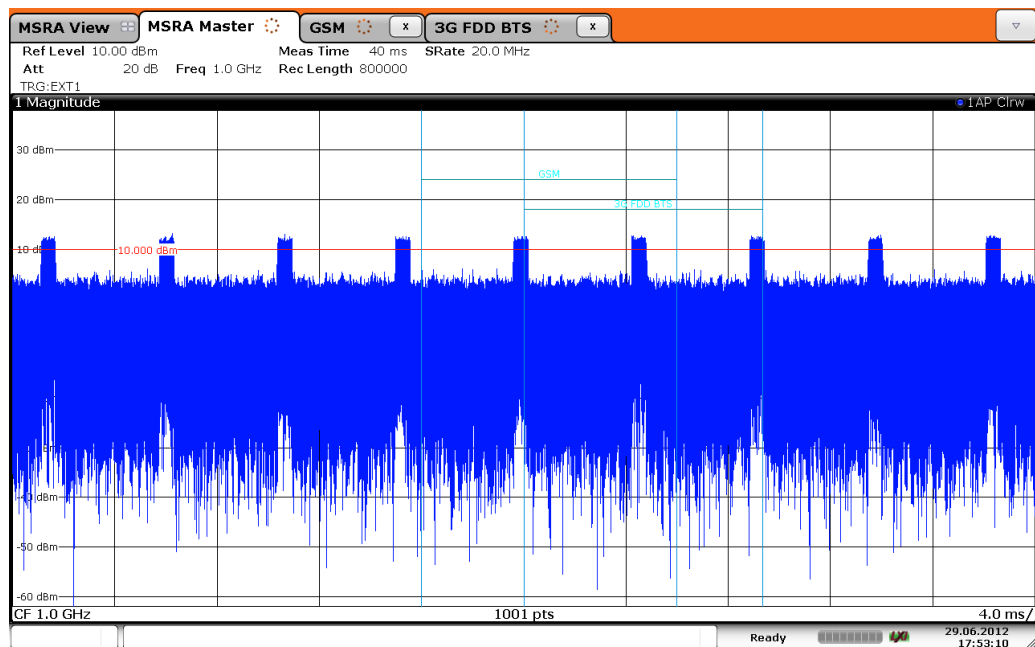 MSRA View MSRA Master GSM x 3G FDD BTS x
Ref Level 10.00 dBm Meas Time 40 ms SRate 20.0 MHz
Att 20 dB Freq 1.0 GHz Rec Length 800000
TRG:EXT1
1 Magnitude 1AP Clrw
30 dBm
GSM
20 dBm
3G FDD BTS
10
10.000 dBm
-40 dBm
-50 dBm
-60 dBm
CF 1.0 GHz 1001 pts 4.0 ms/
Ready LXI 29.06.2012
17:53:10